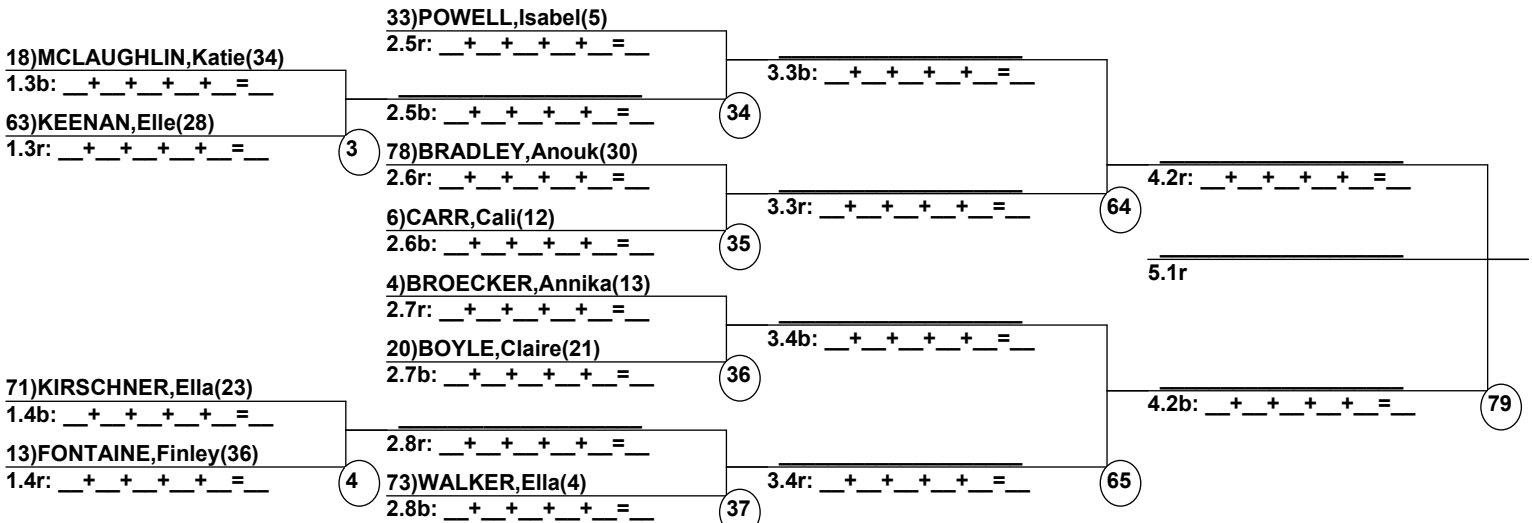 18)MCLAUGHLIN,Katie(34)
1.3b: __+__+__+__+__=__
63)KEENAN,Elle(28)
1.3r: __+__+__+__+__=__
3
71)KIRSCHNER,Ella(23)
1.4b: __+__+__+__+__=__
13)FONTAINE,Finley(36)
1.4r: __+__+__+__+__=__
4
33)POWELL,Isabel(5)
2.5r: __+__+__+__+__=__
2.5b: __+__+__+__+__=__
34
78)BRADLEY,Anouk(30)
2.6r: __+__+__+__+__=__
6)CARR,Cali(12)
2.6b: __+__+__+__+__=__
35
4)BROECKER,Annika(13)
2.7r: __+__+__+__+__=__
20)BOYLE,Claire(21)
2.7b: __+__+__+__+__=__
36
2.8r: __+__+__+__+__=__
73)WALKER,Ella(4)
2.8b: __+__+__+__+__=__
37
3.3b: __+__+__+__+__=__
3.3r: __+__+__+__+__=__
64
3.4b: __+__+__+__+__=__
3.4r: __+__+__+__+__=__
65
4.2r: __+__+__+__+__=__
5.1r
4.2b: __+__+__+__+__=__
79